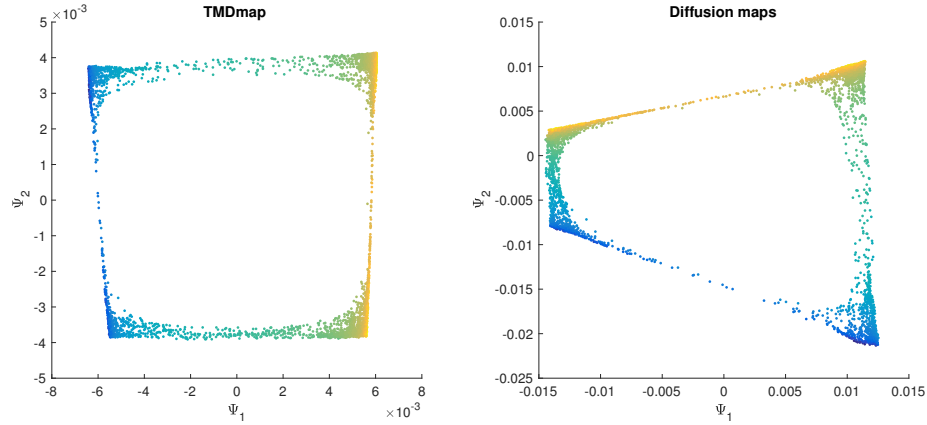 TMDmap
×10⁻³
5
4
3
2
1
0
-1
-2
-3
-4
-5
Ψ₂
-8 -6 -4 -2 0 2 4 6 8
Ψ₁
×10⁻³
Diffusion maps
0.015
0.01
0.005
0
-0.005
-0.01
-0.015
-0.02
-0.025
Ψ₂
-0.015 -0.01 -0.005 0 0.005 0.01 0.015
Ψ₁